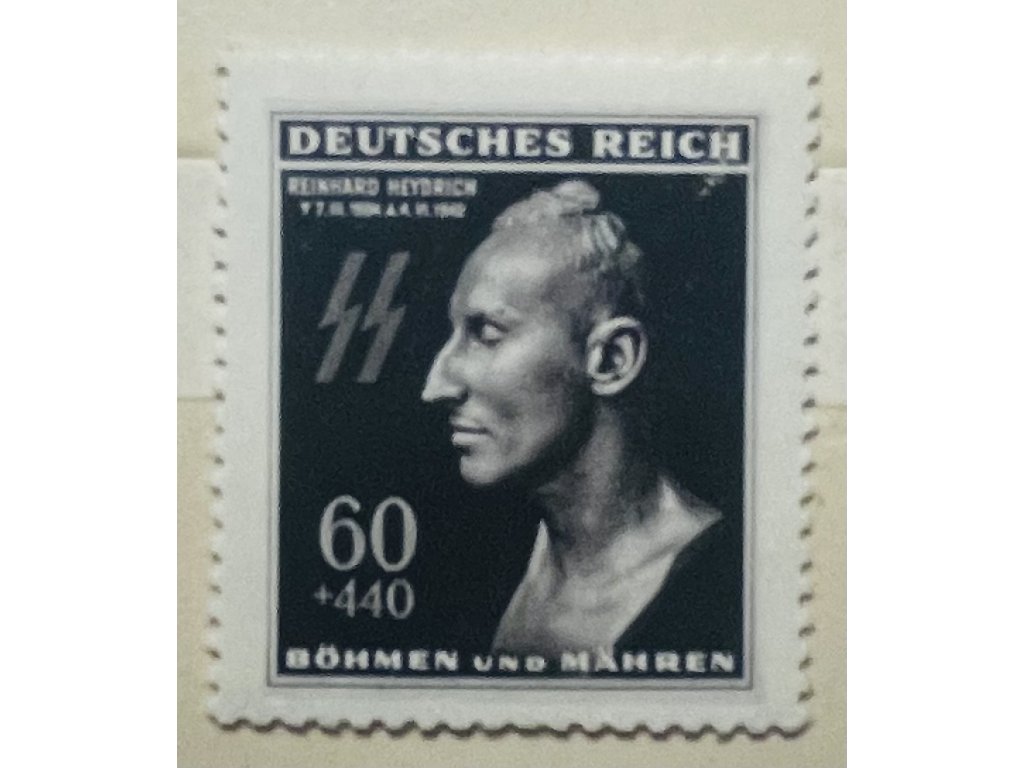 DEUTSCHES REICH
REINHARD HEYDRICH
60
+440
BÖHMEN UND MÄHREN